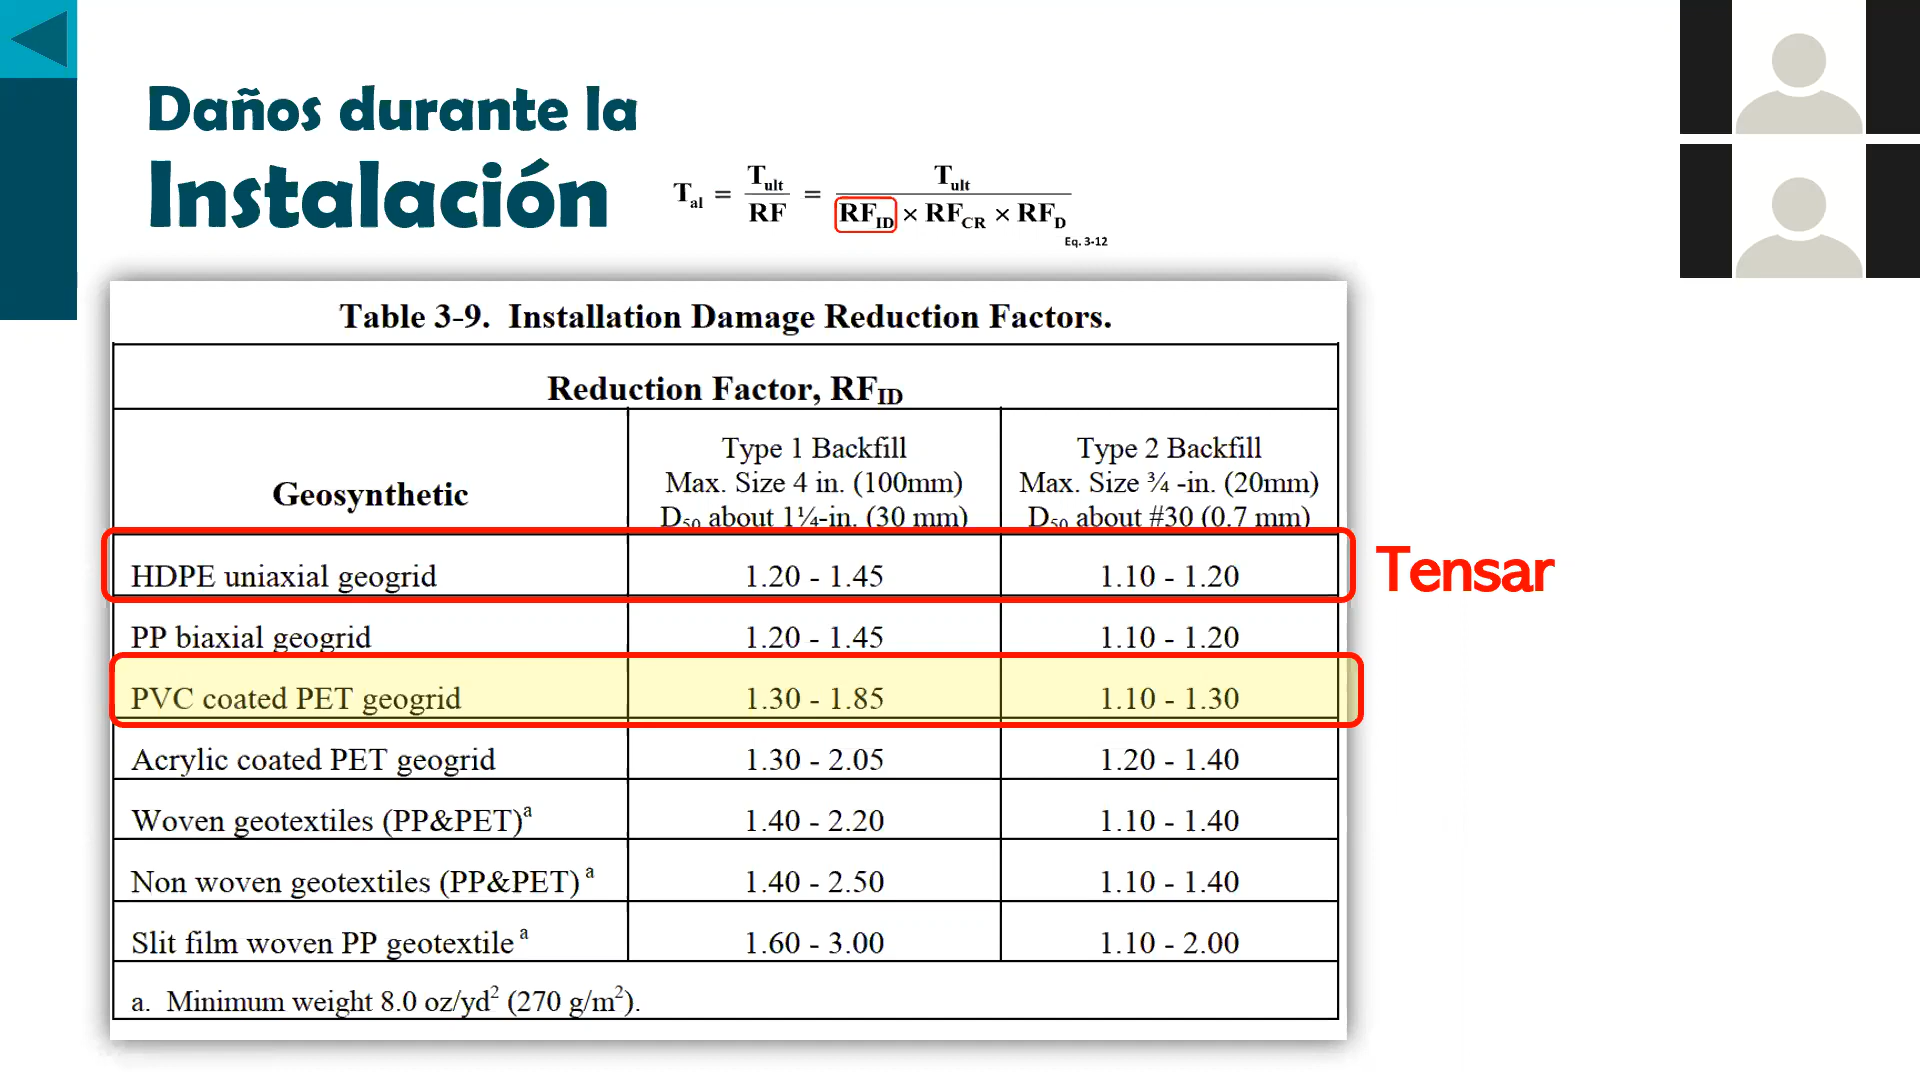 Daños durante la
Instalación
T_al = T_ult / RF = T_ult / (RF_ID × RF_CR × RF_D)
Eq. 3-12
Table 3-9. Installation Damage Reduction Factors.
Reduction Factor, RF_ID
Geosynthetic
Type 1 Backfill
Max. Size 4 in. (100mm)
D₅₀ about 1¼-in. (30 mm)
Type 2 Backfill
Max. Size ¾ -in. (20mm)
D₅₀ about #30 (0.7 mm)
HDPE uniaxial geogrid 1.20 - 1.45 1.10 - 1.20
Tensar
PP biaxial geogrid 1.20 - 1.45 1.10 - 1.20
PVC coated PET geogrid 1.30 - 1.85 1.10 - 1.30
Acrylic coated PET geogrid 1.30 - 2.05 1.20 - 1.40
Woven geotextiles (PP&PET)ᵃ 1.40 - 2.20 1.10 - 1.40
Non woven geotextiles (PP&PET) ᵃ 1.40 - 2.50 1.10 - 1.40
Slit film woven PP geotextile ᵃ 1.60 - 3.00 1.10 - 2.00
a. Minimum weight 8.0 oz/yd² (270 g/m²).